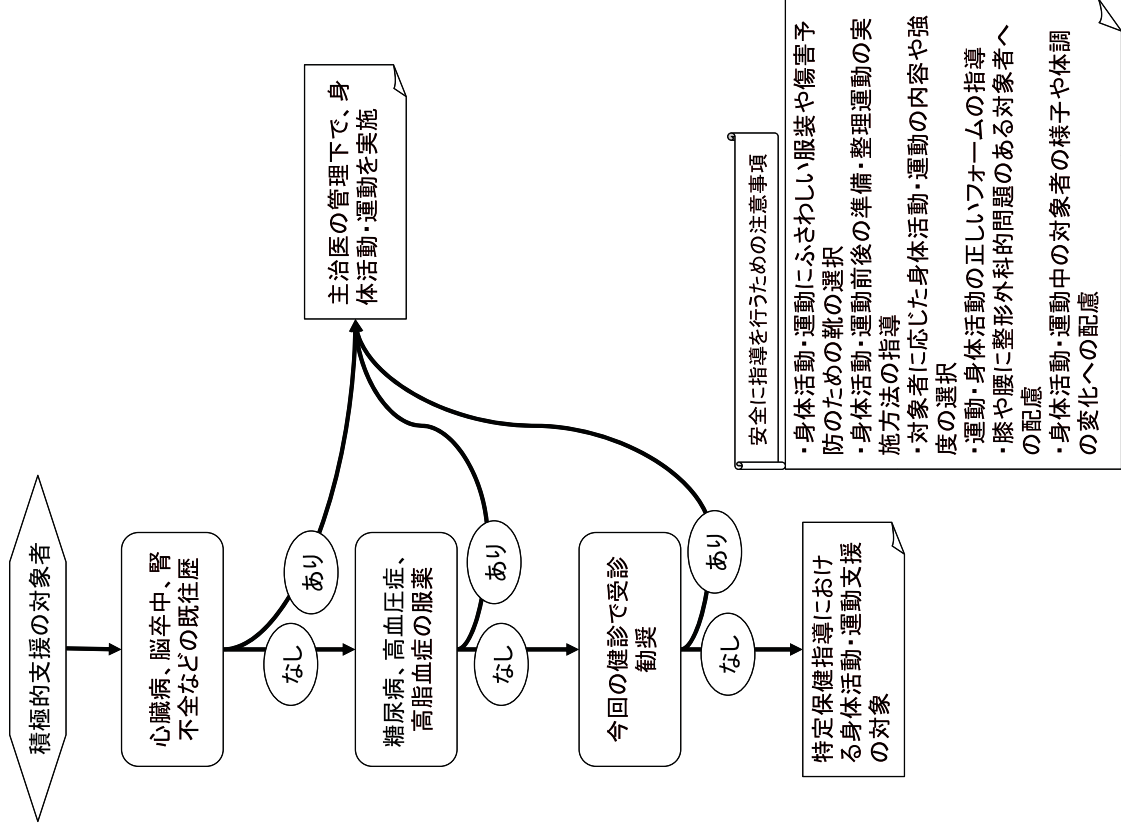 積極的支援の対象者
心臓病、脳卒中、腎
不全などの既往歴
あり
なし
主治医の管理下で、身
体活動・運動を実施
糖尿病、高血圧症、
高脂血症の服薬
あり
なし
今回の健診で受診
勧奨
あり
なし
特定保健指導におけ
る身体活動・運動支援
の対象
安全に指導を行うための注意事項
・身体活動・運動にふさわしい服装や傷害予
防のための靴の選択
・身体活動・運動前後の準備・整理運動の実
施方法の指導
・対象者に応じた身体活動・運動の内容や強
度の選択
・運動・身体活動の正しいフォームの指導
・膝や腰に整形外科的問題のある対象者へ
の配慮
・身体活動・運動中の対象者の様子や体調
の変化への配慮